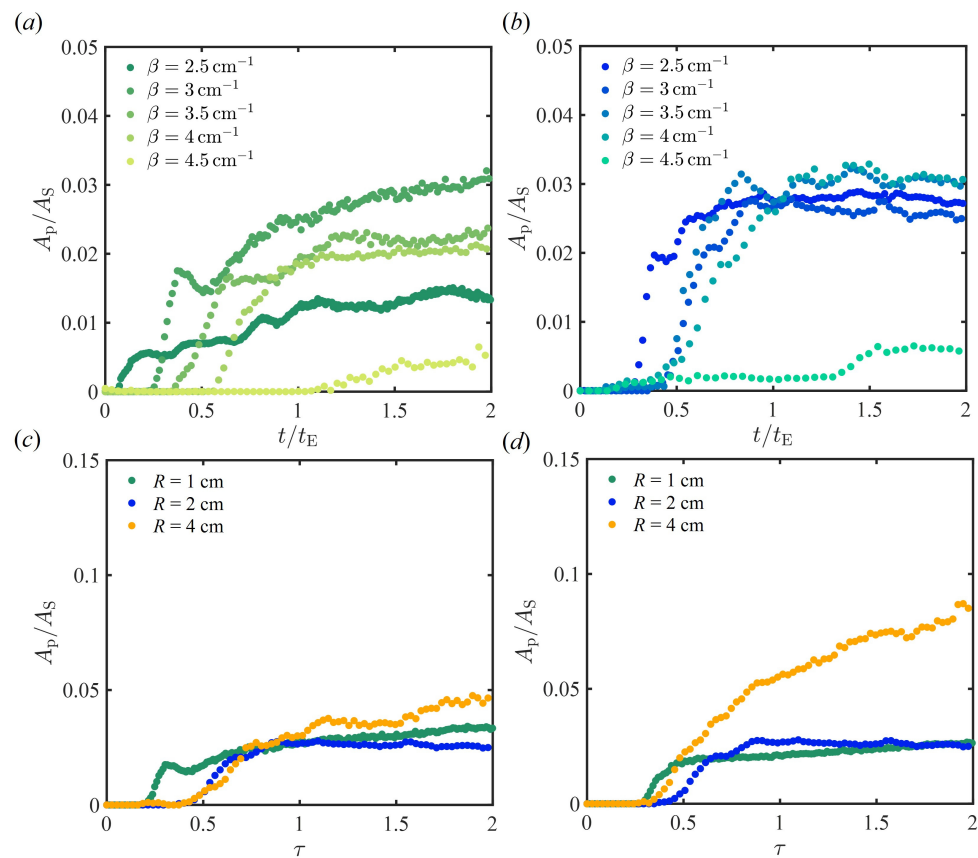 (a)
0.05
0.04
0.03
0.02
0.01
0
A_p/A_S
β = 2.5 cm⁻¹
β = 3 cm⁻¹
β = 3.5 cm⁻¹
β = 4 cm⁻¹
β = 4.5 cm⁻¹
0 0.5 1 1.5 2
t/t_E
(b)
0.05
0.04
0.03
0.02
0.01
0
A_p/A_S
β = 2.5 cm⁻¹
β = 3 cm⁻¹
β = 3.5 cm⁻¹
β = 4 cm⁻¹
β = 4.5 cm⁻¹
0 0.5 1 1.5 2
t/t_E
(c)
0.15
0.1
0.05
0
A_p/A_S
R = 1 cm
R = 2 cm
R = 4 cm
0 0.5 1 1.5 2
τ
(d)
0.15
0.1
0.05
0
A_p/A_S
R = 1 cm
R = 2 cm
R = 4 cm
0 0.5 1 1.5 2
τ